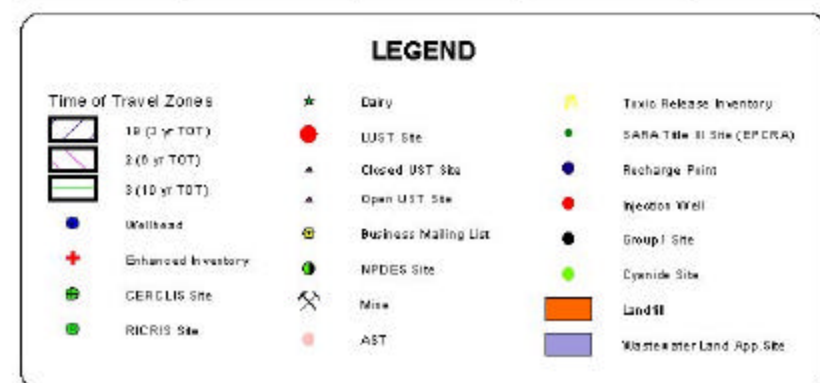 LEGEND
Time of Travel Zones
1B (3 yr TOT)
2 (6 yr TOT)
3 (10 yr TOT)
Wellhead
Enhanced Inventory
CERCLIS Site
RICRIS Site
Dairy
LUST Site
Closed UST Site
Open UST Site
Business Mailing List
NPDES Site
Mine
AST
Toxic Release Inventory
SARA Title III Site (EPCRA)
Recharge Point
Injection Well
Group1 Site
Cyanide Site
Landfill
Wastewater Land App.Site